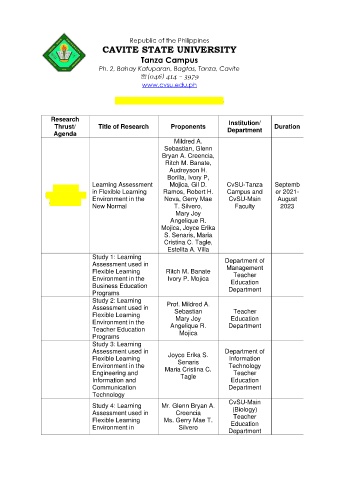 Republic of the Philippines
CAVITE STATE UNIVERSITY
Tanza Campus
Ph. 2, Bahay Katuparan, Bagtas, Tanza, Cavite
☏ (046) 414 – 3979
www.cvsu.edu.ph
Research Thrust/ Agenda
Title of Research
Proponents
Institution/ Department
Duration
Learning Assessment
in Flexible Learning
Environment in the
New Normal
Mildred A.
Sebastian, Glenn
Bryan A. Creencia,
Rilch M. Banate,
Audreyson H.
Borilla, Ivory P.
Mojica, Gil D.
Ramos, Robert H.
Nova, Gerry Mae
T. Silvero,
Mary Joy
Angelique R.
Mojica, Joyce Erika
S. Senaris, Maria
Cristina C. Tagle,
Estelita A. Villa
CvSU-Tanza
Campus and
CvSU-Main
Faculty
Septemb
er 2021-
August
2023
Study 1: Learning
Assessment used in
Flexible Learning
Environment in the
Business Education
Programs
Rilch M. Banate
Ivory P. Mojica
Department of
Management
Teacher
Education
Department
Study 2: Learning
Assessment used in
Flexible Learning
Environment in the
Teacher Education
Programs
Prof. Mildred A.
Sebastian
Mary Joy
Angelique R.
Mojica
Teacher
Education
Department
Study 3: Learning
Assessment used in
Flexible Learning
Environment in the
Engineering and
Information and
Communication
Technology
Joyce Erika S.
Senaris
Maria Cristina C.
Tagle
Department of
Information
Technology
Teacher
Education
Department
Study 4: Learning
Assessment used in
Flexible Learning
Environment in
Mr. Glenn Bryan A.
Creencia
Ms. Gerry Mae T.
Silvero
CvSU-Main
(Biology)
Teacher
Education
Department